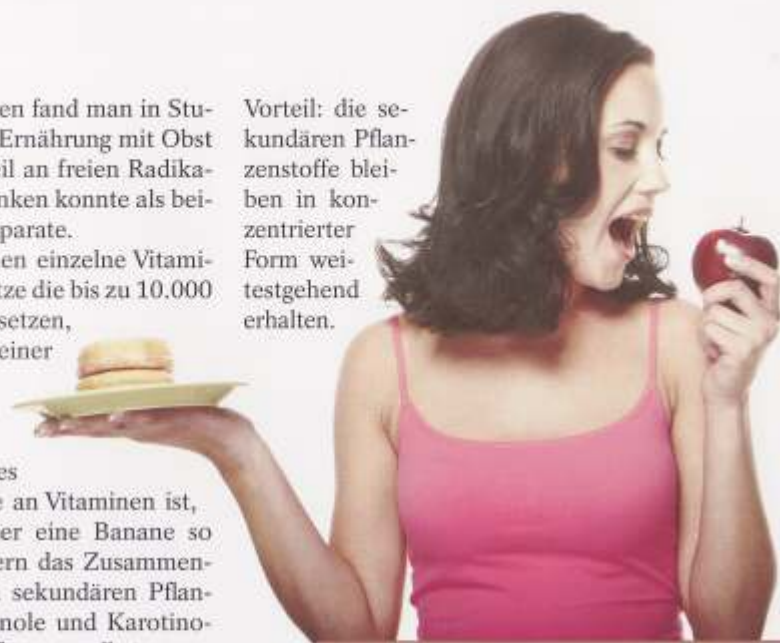 en fand man in Stu-
Ernährung mit Obst
eil an freien Radika-
nken konnte als bei-
parate.
en einzelne Vitami-
tze die bis zu 10.000
setzen,
einer
es
e an Vitaminen ist,
er eine Banane so
ern das Zusammen-
sekundären Pflan-
nole und Karotino-
Vorteil: die se-
kundären Pflan-
zenstoffe blei-
ben in kon-
zentrierter
Form wei-
testgehend
erhalten.